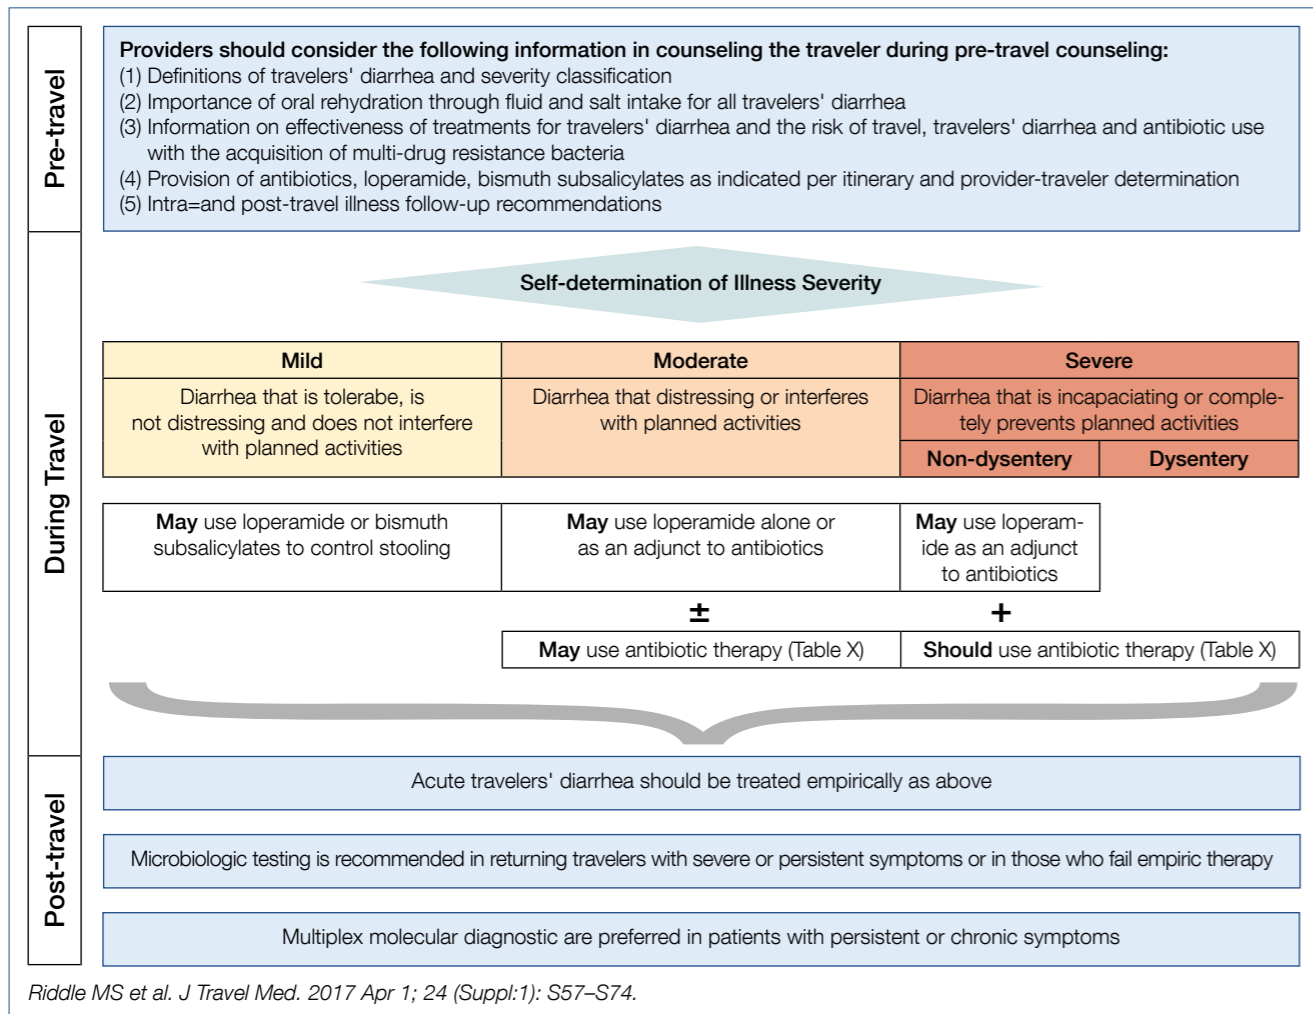 Pre-travel
Providers should consider the following information in counseling the traveler during pre-travel counseling:
(1) Definitions of travelers' diarrhea and severity classification
(2) Importance of oral rehydration through fluid and salt intake for all travelers' diarrhea
(3) Information on effectiveness of treatments for travelers' diarrhea and the risk of travel, travelers' diarrhea and antibiotic use
with the acquisition of multi-drug resistance bacteria
(4) Provision of antibiotics, loperamide, bismuth subsalicylates as indicated per itinerary and provider-traveler determination
(5) Intra=and post-travel illness follow-up recommendations
During Travel
Self-determination of Illness Severity
Mild
Diarrhea that is tolerabe, is
not distressing and does not interfere
with planned activities
Moderate
Diarrhea that distressing or interferes
with planned activities
Severe
Diarrhea that is incapaciating or comple-
tely prevents planned activities
Non-dysentery
Dysentery
May use loperamide or bismuth
subsalicylates to control stooling
May use loperamide alone or
as an adjunct to antibiotics
May use loperam-
ide as an adjunct
to antibiotics
±
+
May use antibiotic therapy (Table X)
Should use antibiotic therapy (Table X)
Post-travel
Acute travelers' diarrhea should be treated empirically as above
Microbiologic testing is recommended in returning travelers with severe or persistent symptoms or in those who fail empiric therapy
Multiplex molecular diagnostic are preferred in patients with persistent or chronic symptoms
Riddle MS et al. J Travel Med. 2017 Apr 1; 24 (Suppl:1): S57–S74.